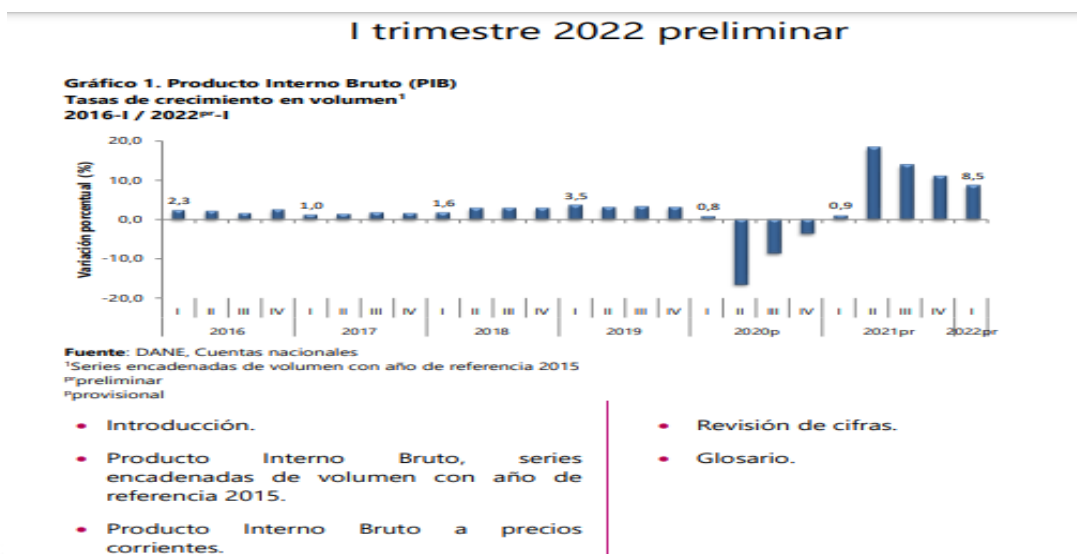 I trimestre 2022 preliminar
Gráfico 1. Producto Interno Bruto (PIB)
Tasas de crecimiento en volumen¹
2016-I / 2022ᵖʳ-I
Variación porcentual (%)
20,0
10,0
0,0
-10,0
-20,0
2,3
1,0
1,6
3,5
0,8
0,9
8,5
I II III IV I II III IV I II III IV I II III IV I II III IV I II III IV I
2016 2017 2018 2019 2020p 2021pr 2022pr
Fuente: DANE, Cuentas nacionales
¹Series encadenadas de volumen con año de referencia 2015
ᵖʳpreliminar
ᵖprovisional
• Introducción.
• Producto Interno Bruto, series
encadenadas de volumen con año de
referencia 2015.
• Producto Interno Bruto a precios
corrientes.
• Revisión de cifras.
• Glosario.